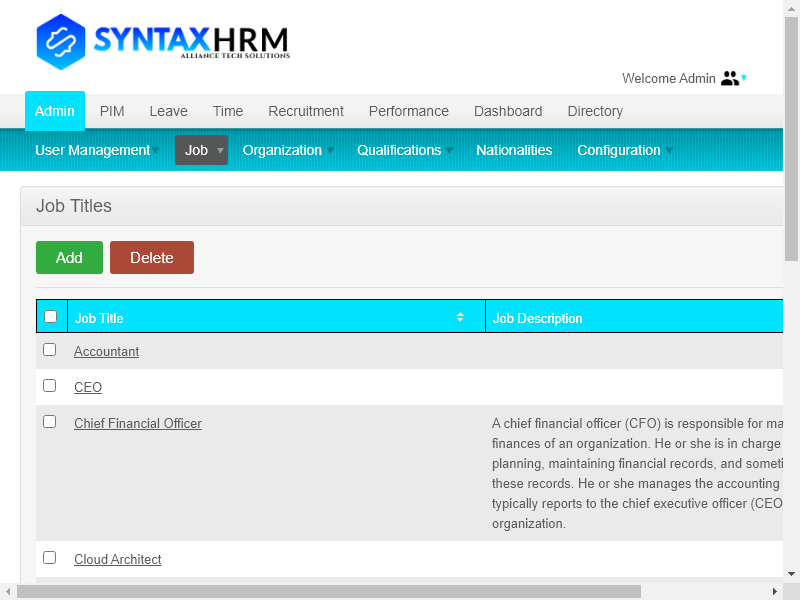 SYNTAXHRM
ALLIANCE TECH SOLUTIONS
Welcome Admin
Admin PIM Leave Time Recruitment Performance Dashboard Directory
User Management Job Organization Qualifications Nationalities Configuration
Job Titles
Add Delete
Job Title Job Description
Accountant
CEO
Chief Financial Officer A chief financial officer (CFO) is responsible for ma
finances of an organization. He or she is in charge
planning, maintaining financial records, and someti
these records. He or she manages the accounting
typically reports to the chief executive officer (CEO
organization.
Cloud Architect